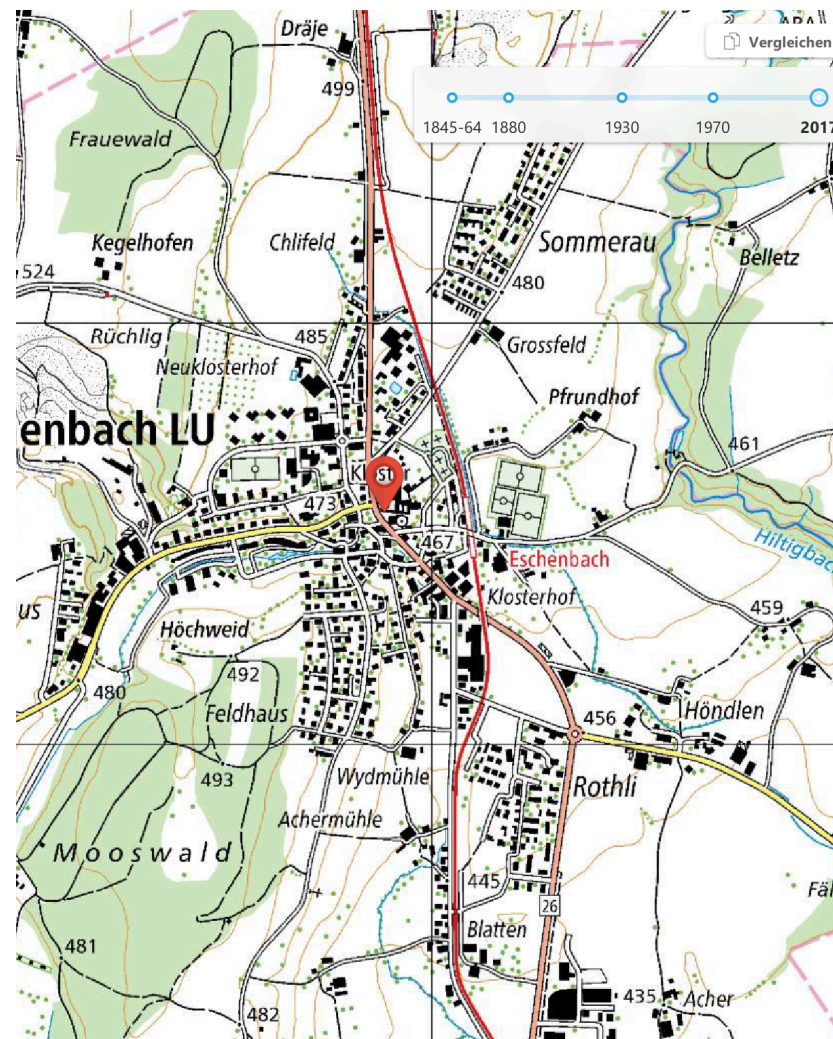 Dräje
499
Vergleichen
1845-64 1880 1930 1970 2017
Frauewald
Kegelhofen
Chlifeld
Sommerau
Belletz
524
480
Rüchlig
485
Grossfeld
Neuklosterhof
Pfrundhof
enbach LU
461
473
467
Eschenbach
Hiltigbac
Klosterhof
459
us
Höchweid
492
480
Feldhaus
456
Höndlen
493
Wydmühle
Rothli
Achermühle
Mooswald
445
26
Fäl
Blatten
481
435
Acher
482